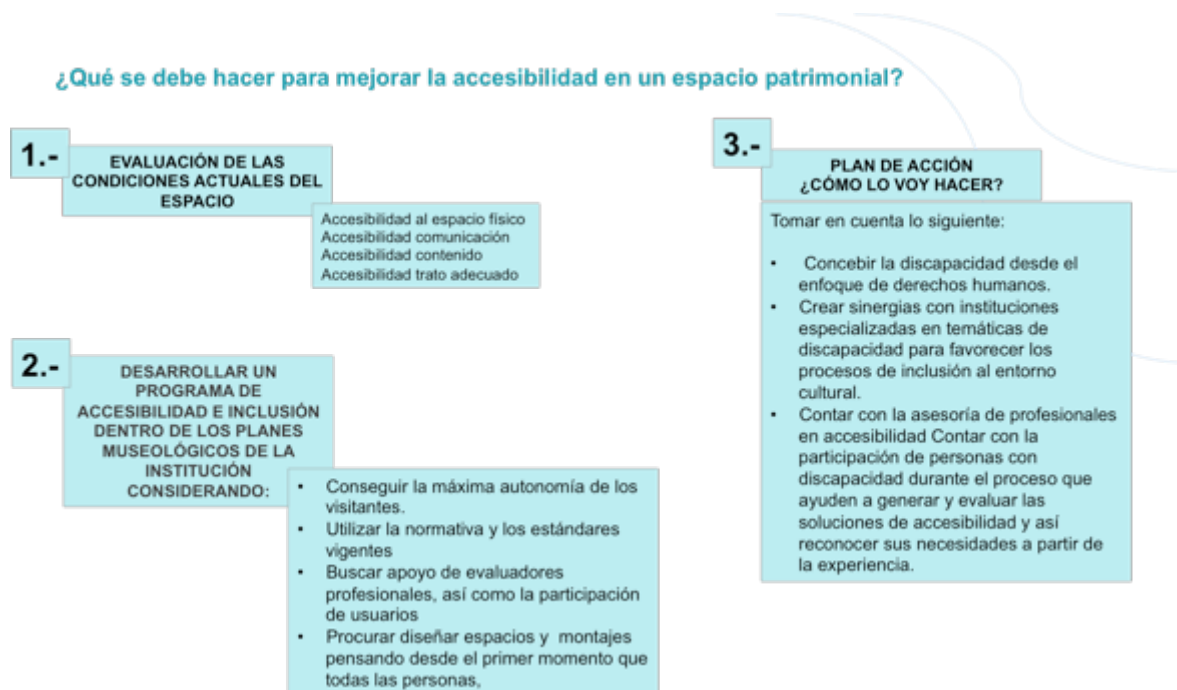 ¿Qué se debe hacer para mejorar la accesibilidad en un espacio patrimonial?
1.-
EVALUACIÓN DE LAS
CONDICIONES ACTUALES DEL
ESPACIO
Accesibilidad al espacio físico
Accesibilidad comunicación
Accesibilidad contenido
Accesibilidad trato adecuado
2.-
DESARROLLAR UN
PROGRAMA DE
ACCESIBILIDAD E INCLUSIÓN
DENTRO DE LOS PLANES
MUSEOLÓGICOS DE LA
INSTITUCIÓN
CONSIDERANDO:
• Conseguir la máxima autonomía de los
visitantes.
• Utilizar la normativa y los estándares
vigentes
• Buscar apoyo de evaluadores
profesionales, así como la participación
de usuarios
• Procurar diseñar espacios y montajes
pensando desde el primer momento que
todas las personas,
3.-
PLAN DE ACCIÓN
¿CÓMO LO VOY HACER?
Tomar en cuenta lo siguiente:
• Concebir la discapacidad desde el
enfoque de derechos humanos.
• Crear sinergias con instituciones
especializadas en temáticas de
discapacidad para favorecer los
procesos de inclusión al entorno
cultural.
• Contar con la asesoría de profesionales
en accesibilidad Contar con la
participación de personas con
discapacidad durante el proceso que
ayuden a generar y evaluar las
soluciones de accesibilidad y así
reconocer sus necesidades a partir de
la experiencia.